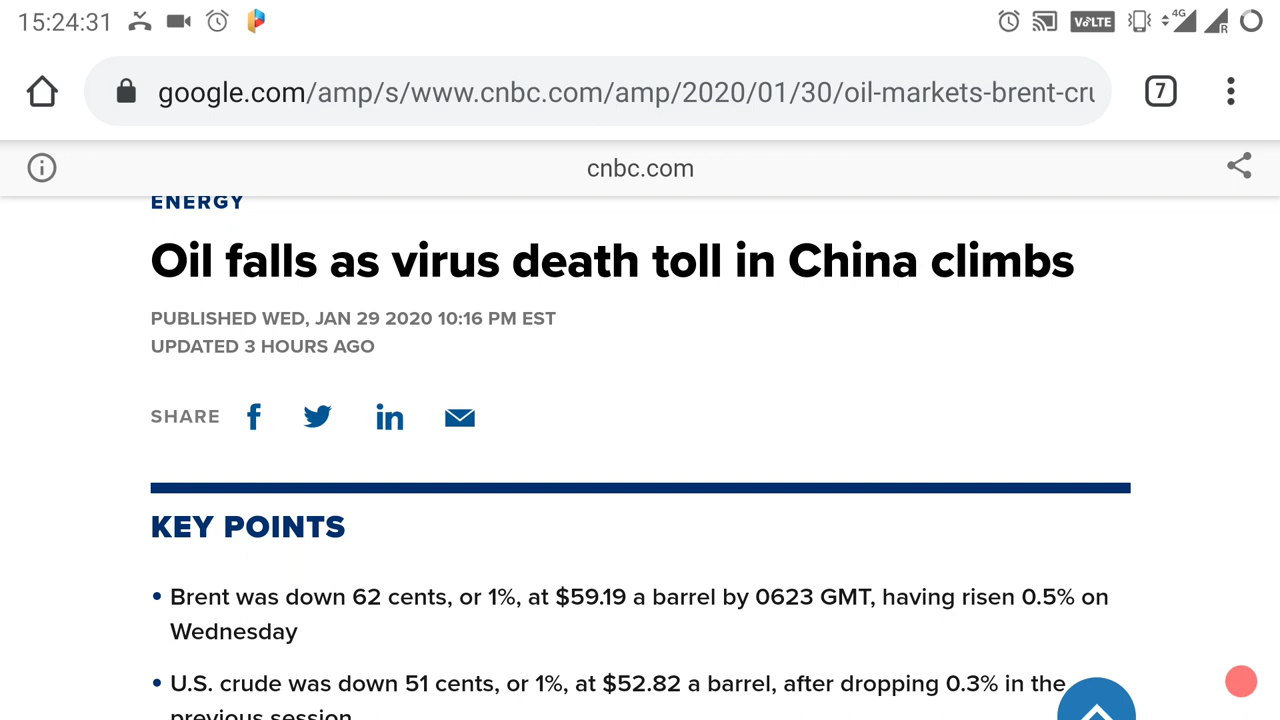 15:24:31
VoLTE 4G R
google.com/amp/s/www.cnbc.com/amp/2020/01/30/oil-markets-brent-cru
7
cnbc.com
ENERGY
Oil falls as virus death toll in China climbs
PUBLISHED WED, JAN 29 2020 10:16 PM EST
UPDATED 3 HOURS AGO
SHARE
KEY POINTS
• Brent was down 62 cents, or 1%, at $59.19 a barrel by 0623 GMT, having risen 0.5% on
Wednesday
• U.S. crude was down 51 cents, or 1%, at $52.82 a barrel, after dropping 0.3% in the
previous session